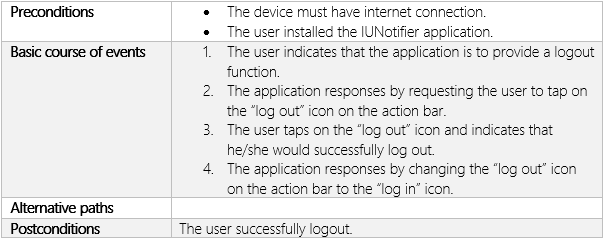 Preconditions
• The device must have internet connection.
• The user installed the IUNotifier application.
Basic course of events
1. The user indicates that the application is to provide a logout
function.
2. The application responses by requesting the user to tap on
the “log out” icon on the action bar.
3. The user taps on the “log out” icon and indicates that
he/she would successfully log out.
4. The application responses by changing the “log out” icon
on the action bar to the “log in” icon.
Alternative paths
Postconditions
The user successfully logout.